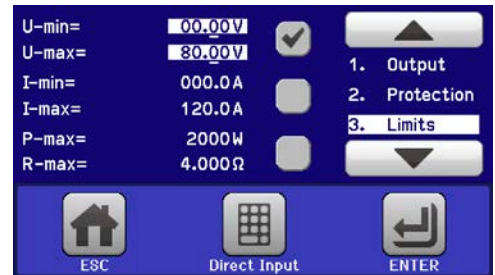 U-min= 00.00V
U-max= 80.00V
I-min= 000.0A
I-max= 120.0A
P-max= 2000W
R-max= 4.000Ω
1. Output
2. Protection
3. Limits
ESC
Direct Input
ENTER